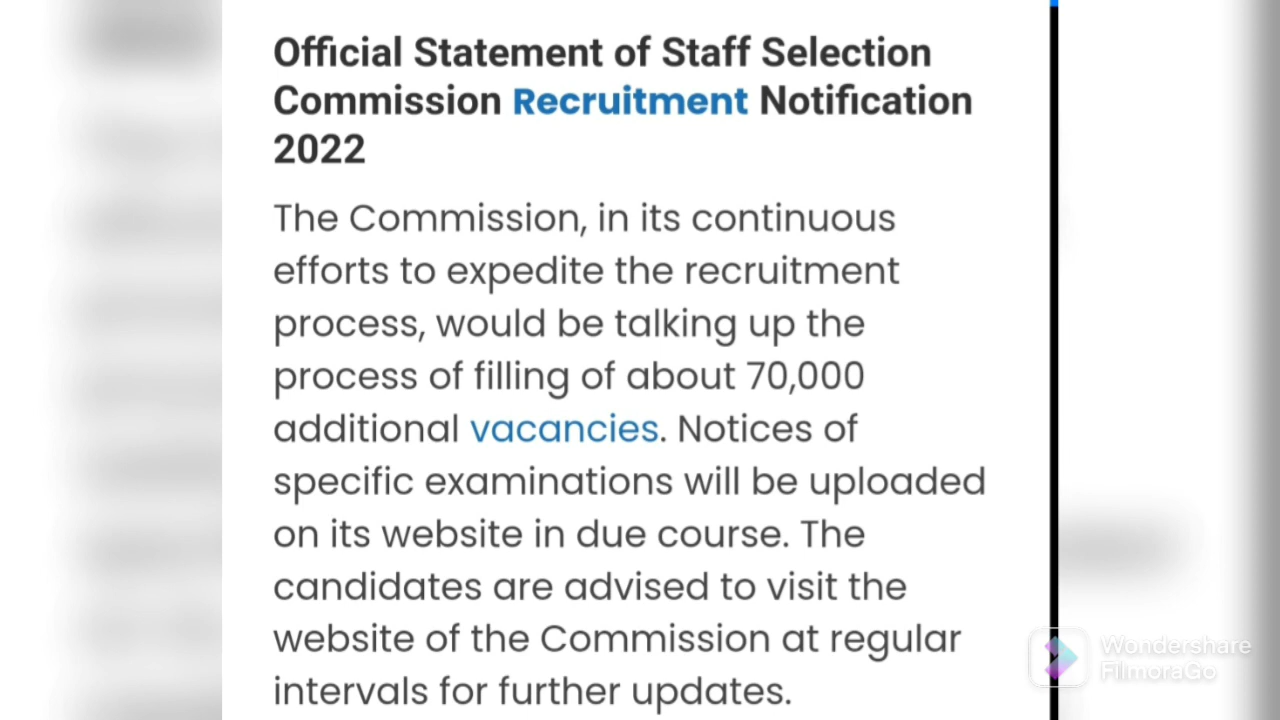 Official Statement of Staff Selection
Commission Recruitment Notification
2022
The Commission, in its continuous
efforts to expedite the recruitment
process, would be talking up the
process of filling of about 70,000
additional vacancies. Notices of
specific examinations will be uploaded
on its website in due course. The
candidates are advised to visit the
website of the Commission at regular
intervals for further updates.
Wondershare
FilmoraGo